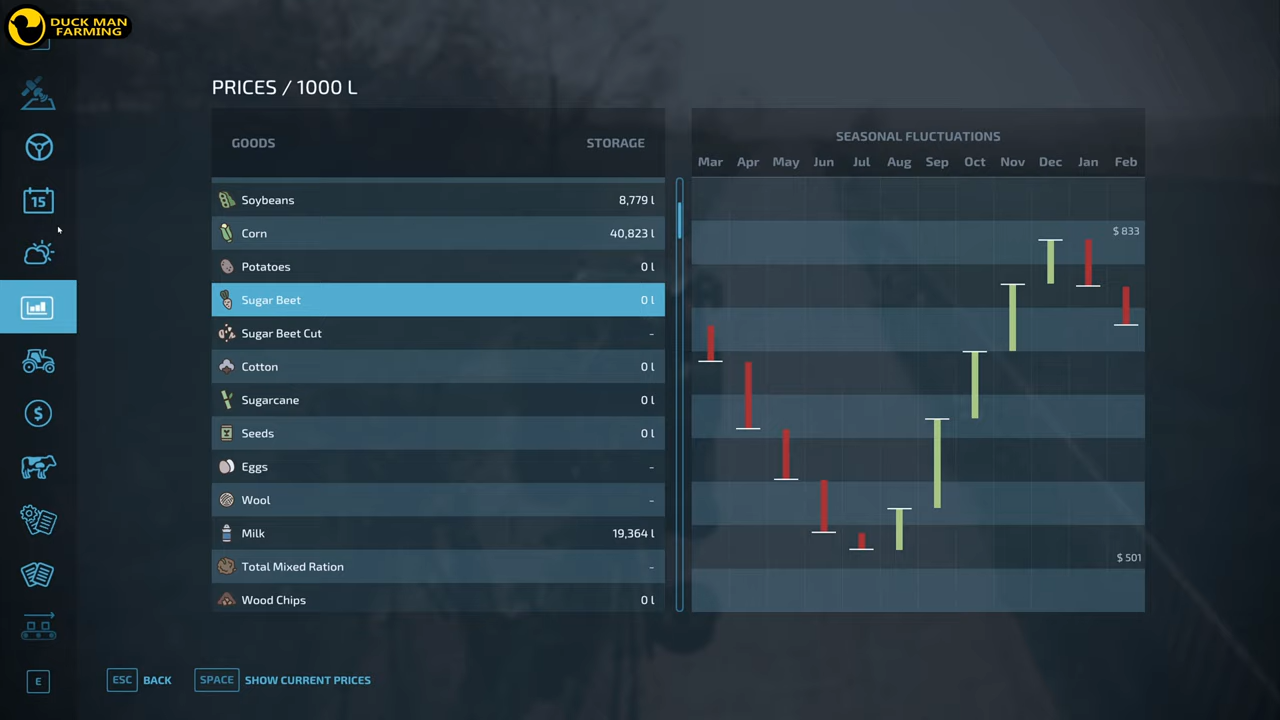 DUCK MAN
FARMING
PRICES / 1000 L
GOODS STORAGE
Soybeans 8,779 l
Corn 40,823 l
Potatoes 0 l
Sugar Beet 0 l
Sugar Beet Cut -
Cotton 0 l
Sugarcane 0 l
Seeds 0 l
Eggs -
Wool -
Milk 19,364 l
Total Mixed Ration -
Wood Chips 0 l
SEASONAL FLUCTUATIONS
Mar Apr May Jun Jul Aug Sep Oct Nov Dec Jan Feb
$ 833
$ 501
15
$
E
ESC BACK SPACE SHOW CURRENT PRICES